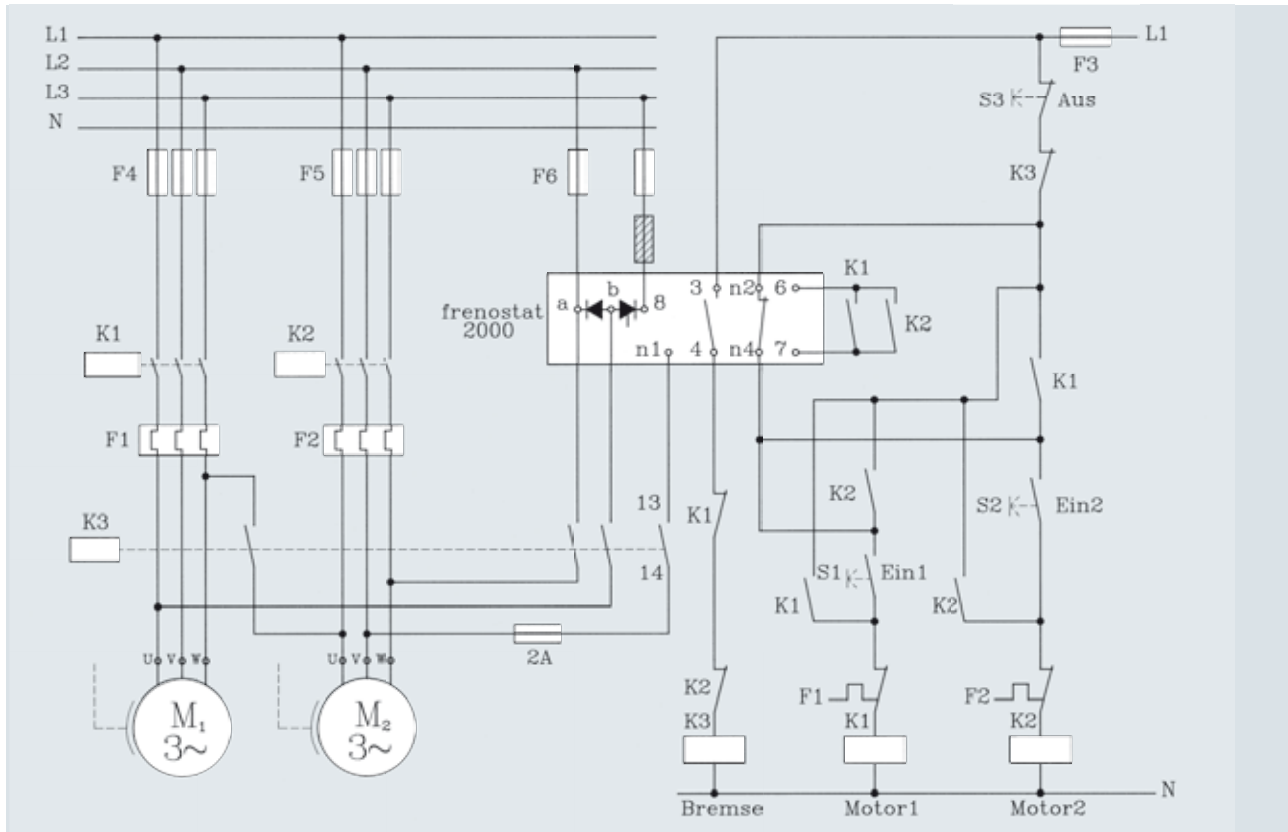 L1
L2
L3
N
L1
F3
S3
Aus
K3
F4
F5
F6
K1
K2
frenostat
2000
a
b
8
3
n2
6
n1
4
n4
7
K1
K2
K1
F1
F2
K3
13
14
K1
K2
S2
Ein2
S1
Ein1
K1
K2
2A
U
V
W
U
V
W
M1
3~
M2
3~
K2
F1
F2
K3
K1
K2
N
Bremse
Motor1
Motor2